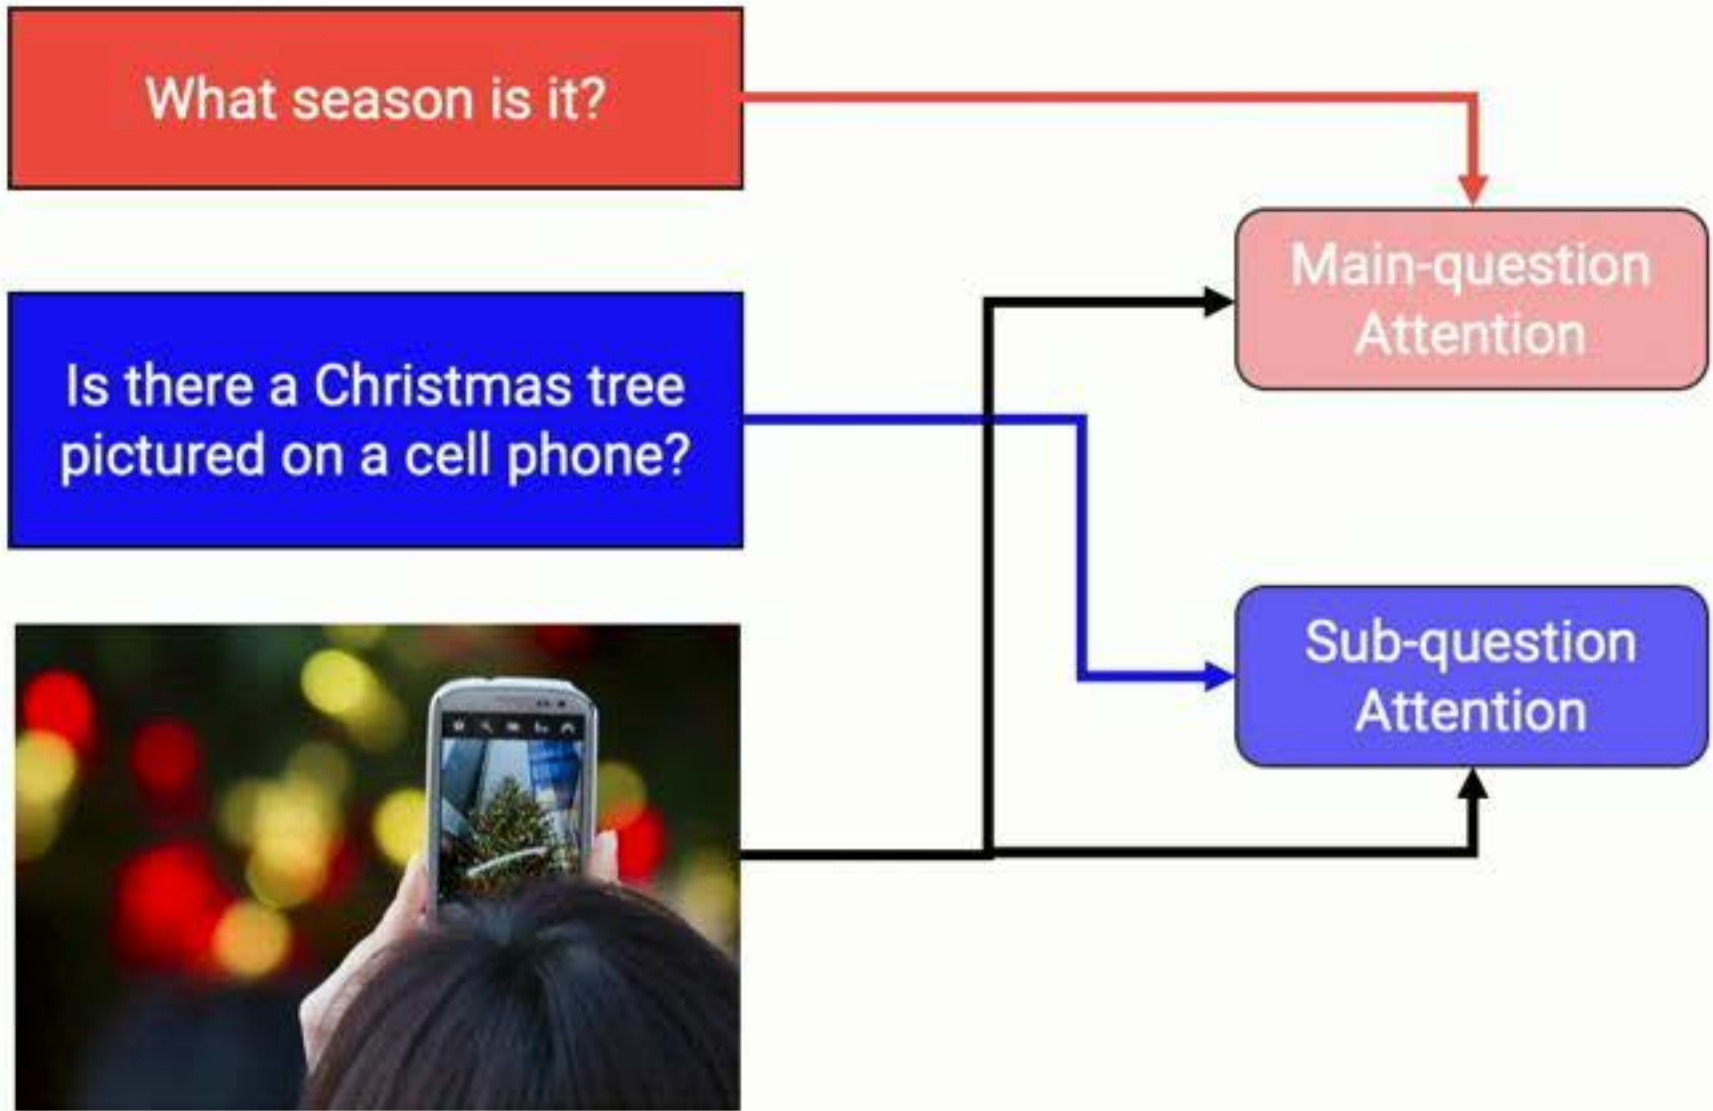 What season is it?
Is there a Christmas tree
pictured on a cell phone?
Main-question
Attention
Sub-question
Attention